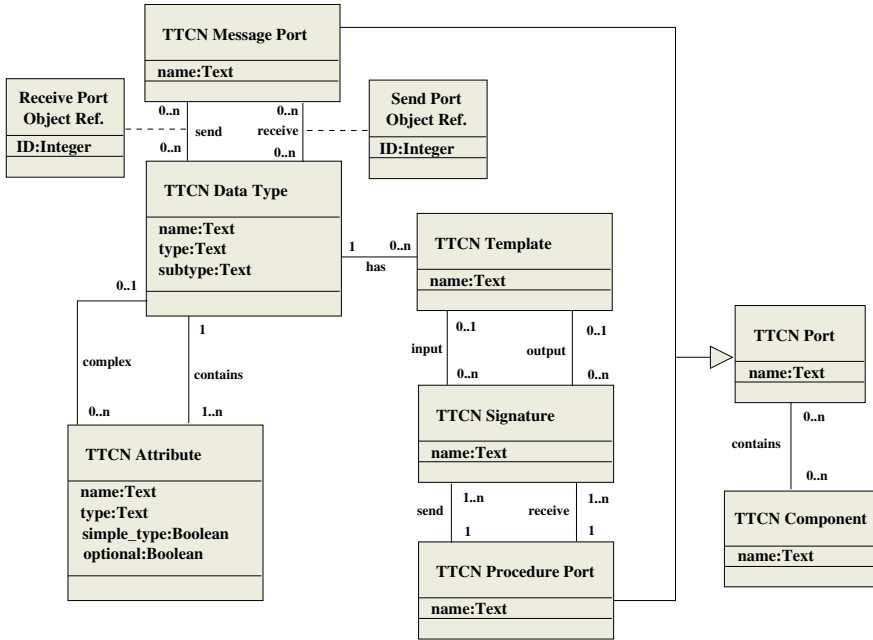 TTCN Message Port
name:Text
Receive Port
Object Ref.
ID:Integer
Send Port
Object Ref.
ID:Integer
0..n
send
0..n
0..n
receive
0..n
TTCN Data Type
name:Text
type:Text
subtype:Text
1
0..n
has
TTCN Template
name:Text
0..1
complex
0..n
1
contains
1..n
0..1
input
0..n
0..1
output
0..n
TTCN Port
name:Text
TTCN Attribute
name:Text
type:Text
simple_type:Boolean
optional:Boolean
TTCN Signature
name:Text
0..n
contains
0..n
1..n
send
1
1..n
receive
1
TTCN Component
name:Text
TTCN Procedure Port
name:Text